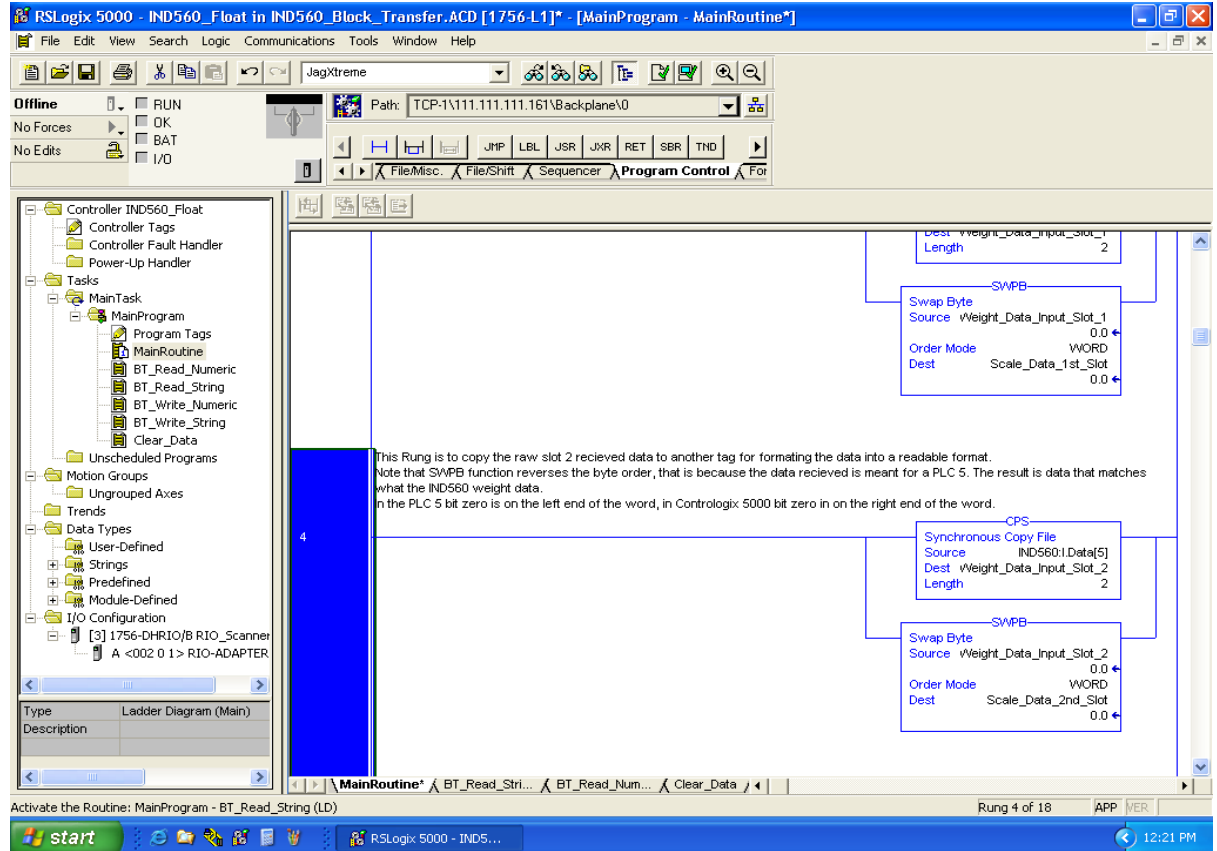 RSLogix 5000 - IND560_Float in IND560_Block_Transfer.ACD [1756-L1]* - [MainProgram - MainRoutine*]
File Edit View Search Logic Communications Tools Window Help
JagXtreme
Offline
RUN
No Forces
OK
No Edits
BAT
I/O
Path: TCP-1\111.111.111.161\Backplane\0
JMP LBL JSR JXR RET SBR TND
File/Misc. File/Shift Sequencer Program Control For
Controller IND560_Float
Controller Tags
Controller Fault Handler
Power-Up Handler
Tasks
MainTask
MainProgram
Program Tags
MainRoutine
BT_Read_Numeric
BT_Read_String
BT_Write_Numeric
BT_Write_String
Clear_Data
Unscheduled Programs
Motion Groups
Ungrouped Axes
Trends
Data Types
User-Defined
Strings
Predefined
Module-Defined
I/O Configuration
[3] 1756-DHRIO/B RIO_Scanner
A <002 0 1> RIO-ADAPTER
Type Ladder Diagram (Main)
Description
Dest Weight_Data_Input_Slot_1
Length 2
SWPB
Swap Byte
Source Weight_Data_Input_Slot_1
0.0
Order Mode WORD
Dest Scale_Data_1st_Slot
0.0
This Rung is to copy the raw slot 2 recieved data to another tag for formating the data into a readable format.
Note that SWPB function reverses the byte order, that is because the data recieved is meant for a PLC 5. The result is data that matches
what the IND560 weight data.
In the PLC 5 bit zero is on the left end of the word, in Contrologix 5000 bit zero in on the right end of the word.
4
CPS
Synchronous Copy File
Source IND560:I.Data[5]
Dest Weight_Data_Input_Slot_2
Length 2
SWPB
Swap Byte
Source Weight_Data_Input_Slot_2
0.0
Order Mode WORD
Dest Scale_Data_2nd_Slot
0.0
MainRoutine* BT_Read_Stri... BT_Read_Num... Clear_Data
Activate the Routine: MainProgram - BT_Read_String (LD)
Rung 4 of 18
APP
VER
start
RSLogix 5000 - IND5...
12:21 PM